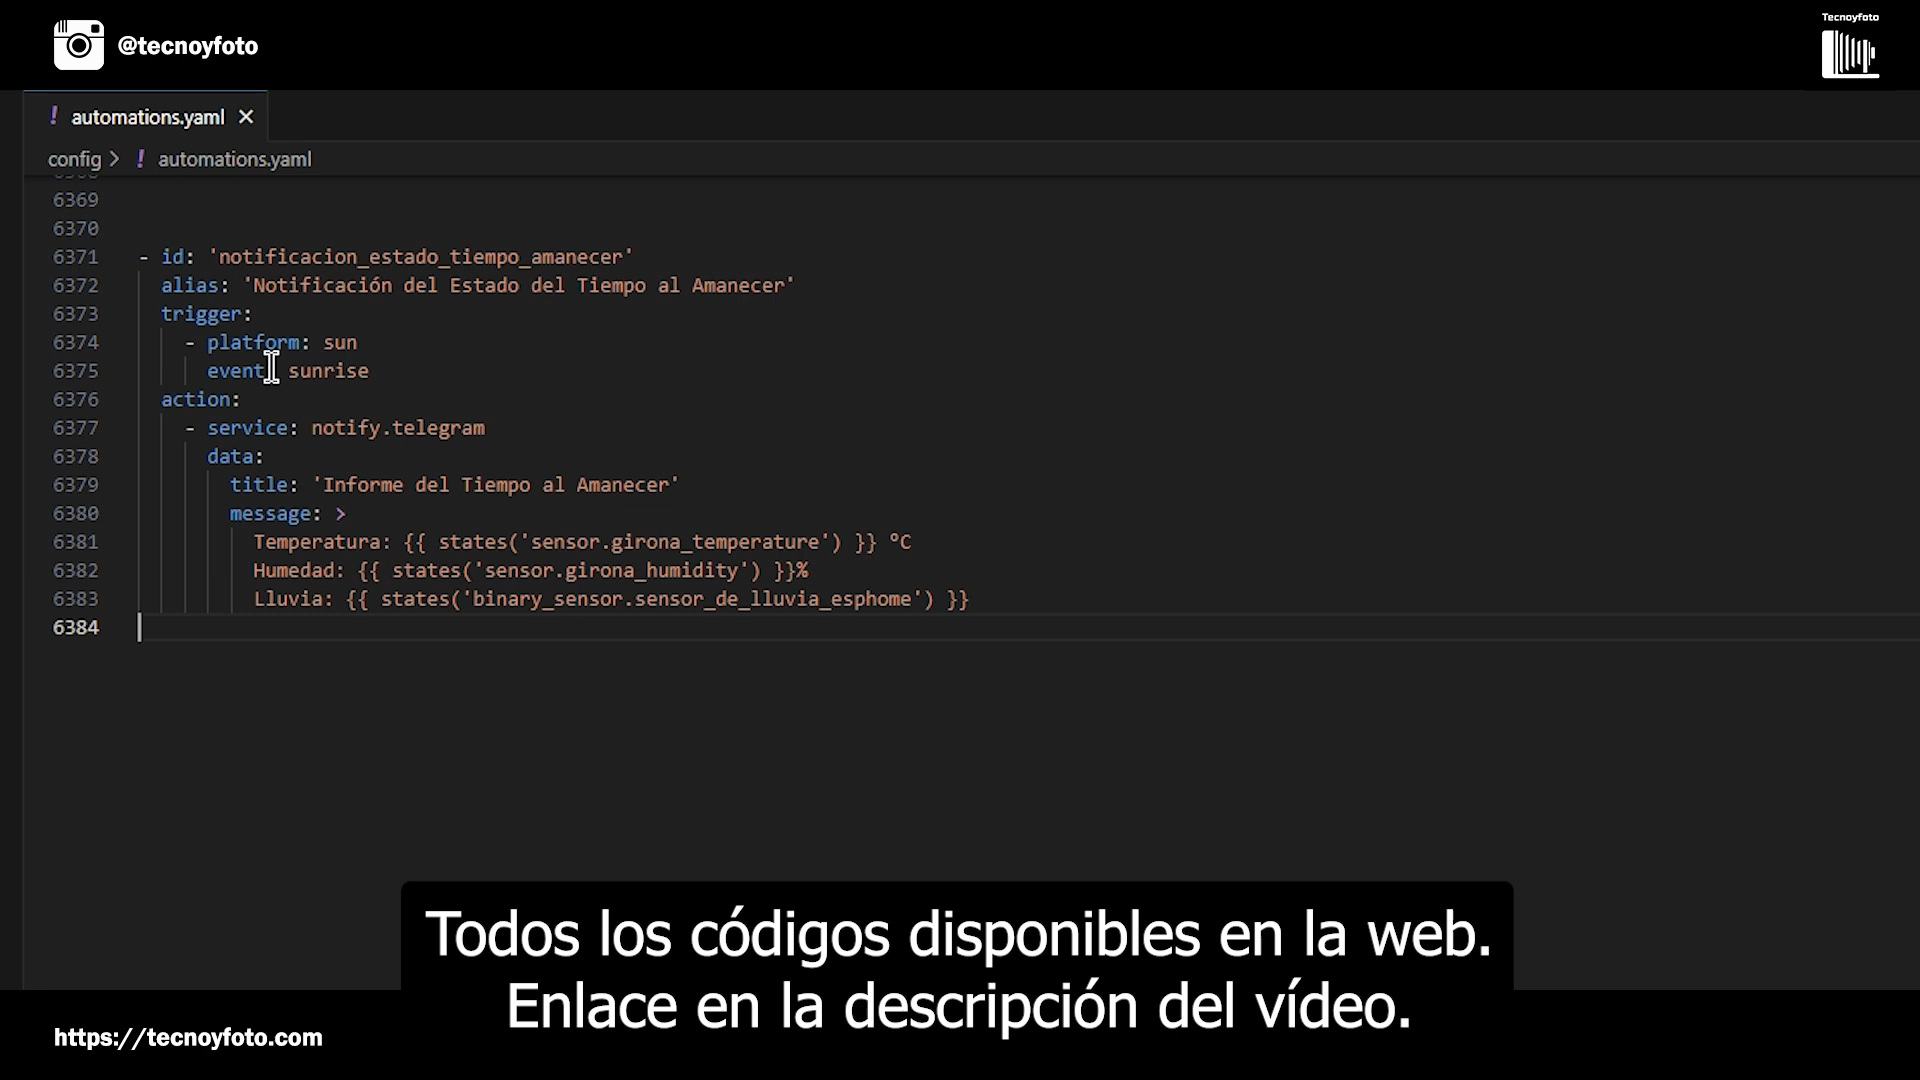 @tecnoyfoto
Tecnoyfoto
! automations.yaml ×
config > ! automations.yaml
6369
6370
6371 - id: 'notificacion_estado_tiempo_amanecer'
6372 alias: 'Notificación del Estado del Tiempo al Amanecer'
6373 trigger:
6374 - platform: sun
6375 event: sunrise
6376 action:
6377 - service: notify.telegram
6378 data:
6379 title: 'Informe del Tiempo al Amanecer'
6380 message: >
6381 Temperatura: {{ states('sensor.girona_temperature') }} ºC
6382 Humedad: {{ states('sensor.girona_humidity') }}%
6383 Lluvia: {{ states('binary_sensor.sensor_de_lluvia_esphome') }}
6384
Todos los códigos disponibles en la web.
Enlace en la descripción del vídeo.
https://tecnoyfoto.com